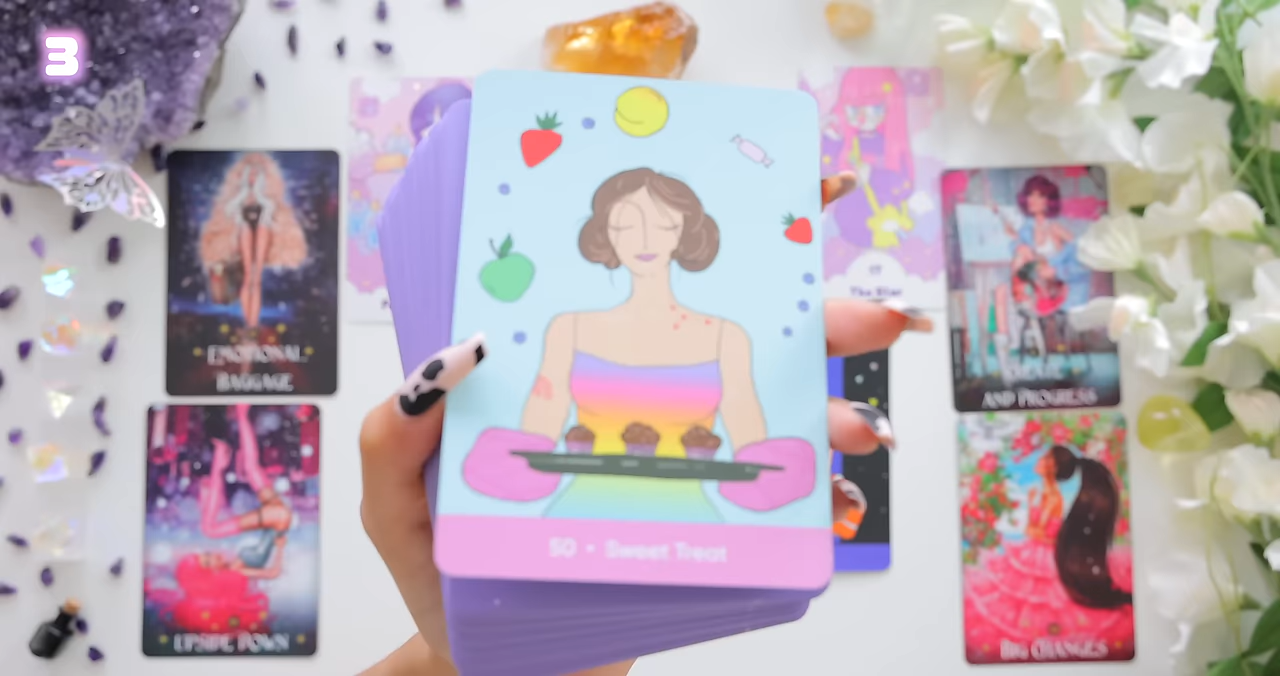 3
50 • Sweet Treat
17
The Star
EMOTIONAL
BAGGAGE
AND PROGRESS
UPSIDE DOWN
BIG CHANGES